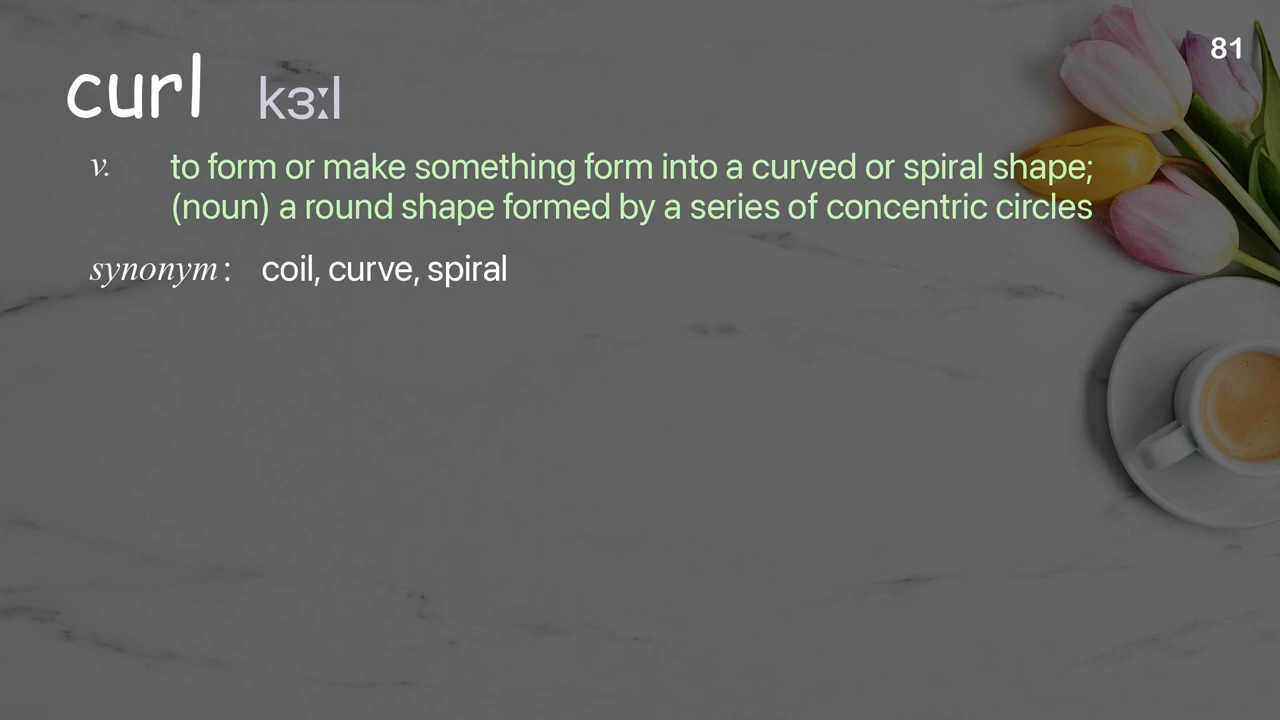 81
curl kɜːl
v. to form or make something form into a curved or spiral shape;
(noun) a round shape formed by a series of concentric circles
synonym : coil, curve, spiral